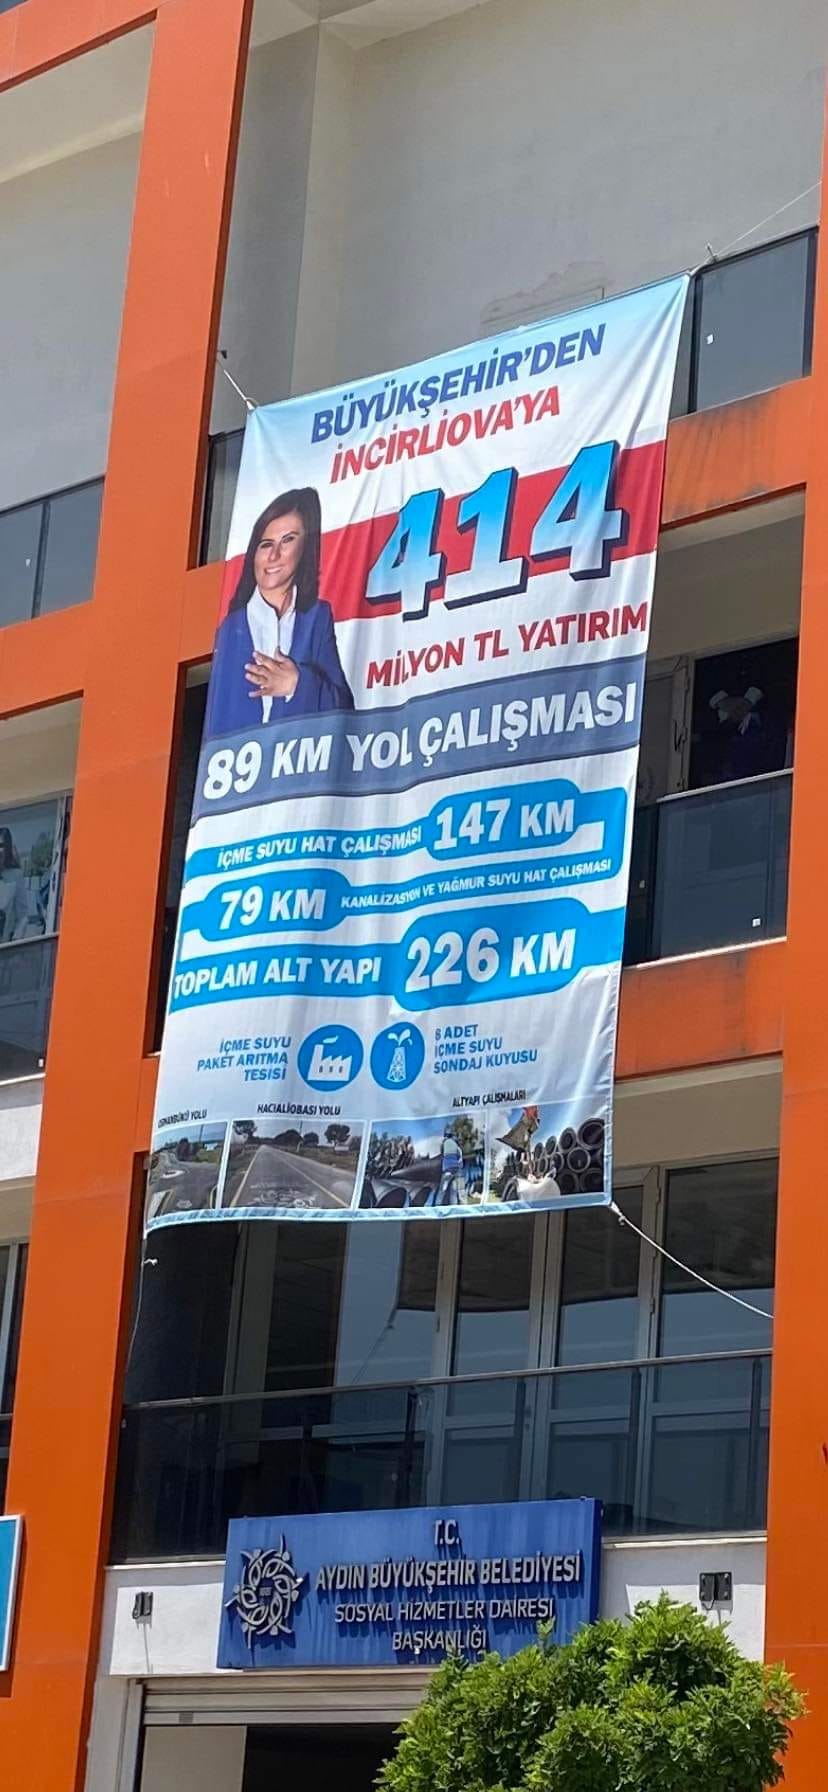 BÜYÜKŞEHİR'DEN
İNCİRLİOVA'YA
414
MİLYON TL YATIRIM
89 KM YOL ÇALIŞMASI
İÇME SUYU HAT ÇALIŞMASI 147 KM
79 KM KANALİZASYON VE YAĞMUR SUYU HAT ÇALIŞMASI
TOPLAM ALT YAPI 226 KM
İÇME SUYU
PAKET ARITMA
TESİSİ
8 ADET
İÇME SUYU
SONDAJ KUYUSU
YOLU
HACIALİOBASI YOLU
ALTYAPI ÇALIŞMALARI
T.C.
AYDIN BÜYÜKŞEHİR BELEDİYESİ
SOSYAL HİZMETLER DAİRESİ
BAŞKANLIĞI